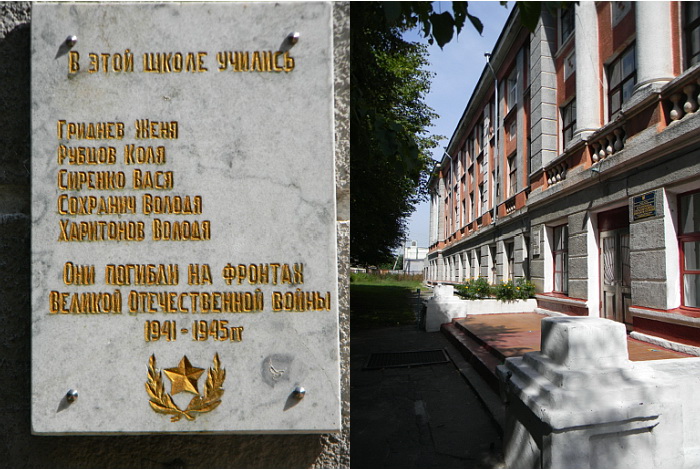 В ЭТОЙ ШКОЛЕ УЧИЛИСЬ
ГРИДНЕВ ЖЕНЯ
РУБЦОВ КОЛЯ
СИРЕНКО ВАСЯ
СОХРАНИЧ ВОЛОДЯ
ХАРИТОНОВ ВОЛОДЯ
ОНИ ПОГИБЛИ НА ФРОНТАХ
ВЕЛИКОЙ ОТЕЧЕСТВЕННОЙ ВОЙНЫ
1941 - 1945 гг